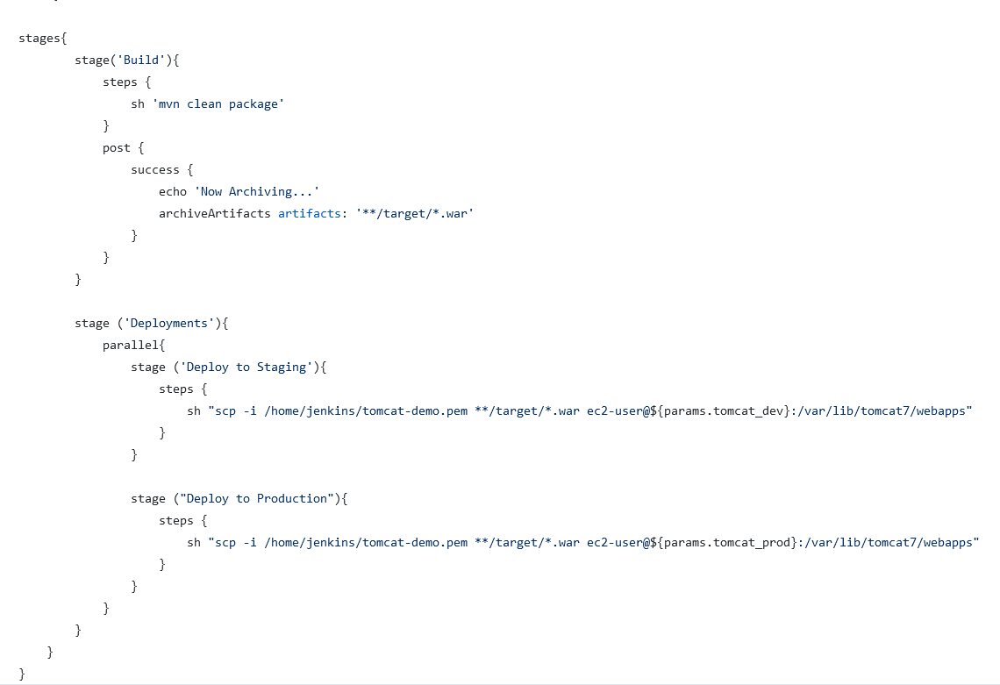 stages{
        stage('Build'){
            steps {
                sh 'mvn clean package'
            }
            post {
                success {
                    echo 'Now Archiving...'
                    archiveArtifacts artifacts: '**/target/*.war'
                }
            }
        }

        stage ('Deployments'){
            parallel{
                stage ('Deploy to Staging'){
                    steps {
                        sh "scp -i /home/jenkins/tomcat-demo.pem **/target/*.war ec2-user@${params.tomcat_dev}:/var/lib/tomcat7/webapps"
                    }
                }

                stage ("Deploy to Production"){
                    steps {
                        sh "scp -i /home/jenkins/tomcat-demo.pem **/target/*.war ec2-user@${params.tomcat_prod}:/var/lib/tomcat7/webapps"
                    }
                }
            }
        }
    }
}